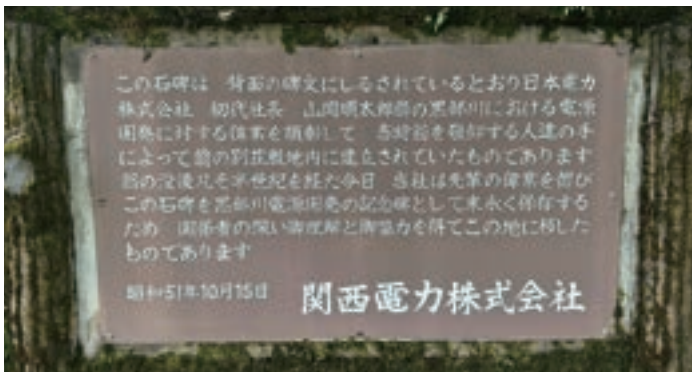 この石碑は 背面の碑文にしるされているとおり日本電力
株式会社 初代社長 山岡順太郎翁の黒部川における電源
開発に対する偉業を頌彰して 当時翁を敬仰する人達の手
によって翁の別荘敷地内に建立されていたものであります
翁の没後凡そ半世紀を経た今日 当社は先輩の偉業を偲び
この石碑を黒部川電源開発の記念碑として末永く保存する
ため 関係者の深い御理解と御協力を得てこの地に移した
ものであります
昭和51年10月15日 関西電力株式会社